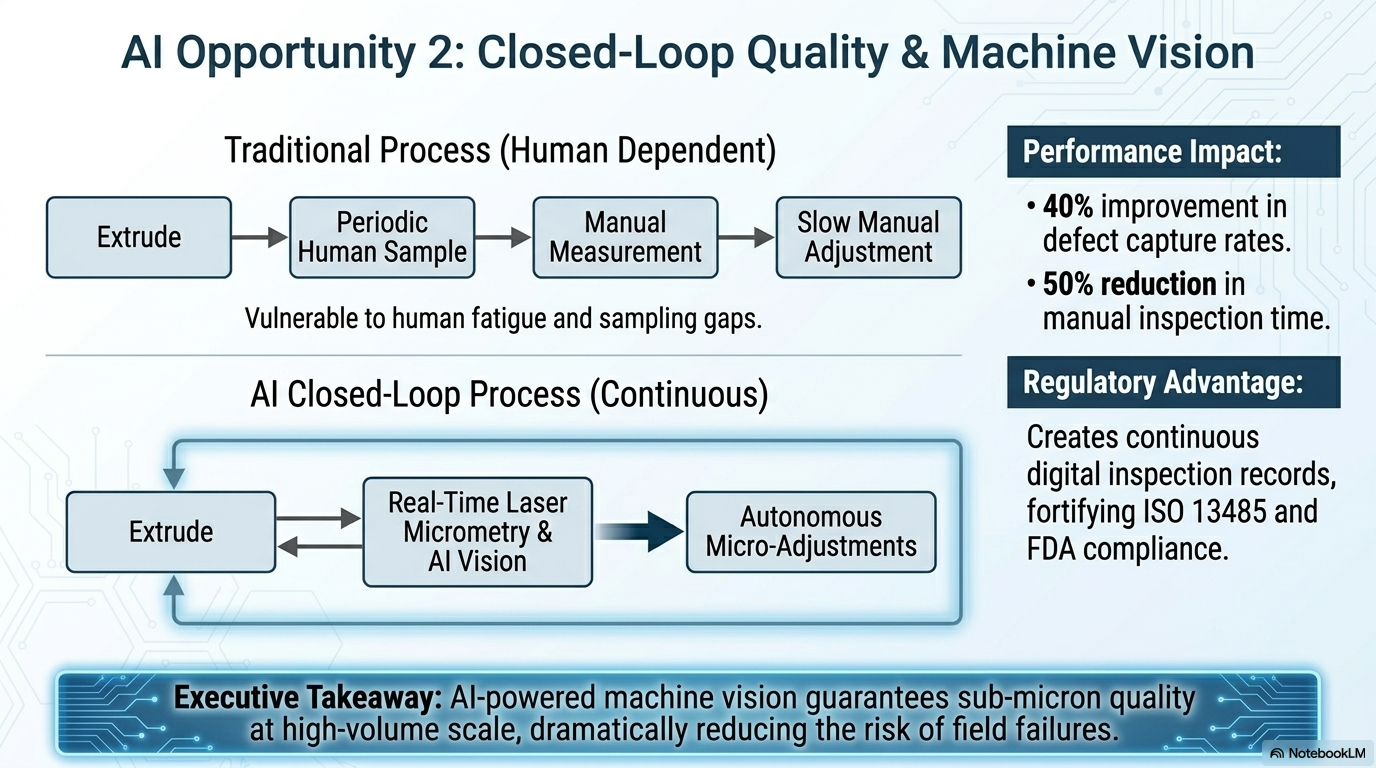 AI Opportunity 2: Closed-Loop Quality & Machine Vision
Traditional Process (Human Dependent)
Extrude
Periodic
Human Sample
Manual
Measurement
Slow Manual
Adjustment
Vulnerable to human fatigue and sampling gaps.
AI Closed-Loop Process (Continuous)
Extrude
Real-Time Laser
Micrometry &
AI Vision
Autonomous
Micro-Adjustments
Performance Impact:
• 40% improvement in
defect capture rates.
• 50% reduction in
manual inspection time.
Regulatory Advantage:
Creates continuous
digital inspection records,
fortifying ISO 13485 and
FDA compliance.
Executive Takeaway: AI-powered machine vision guarantees sub-micron quality
at high-volume scale, dramatically reducing the risk of field failures.
NotebookLM